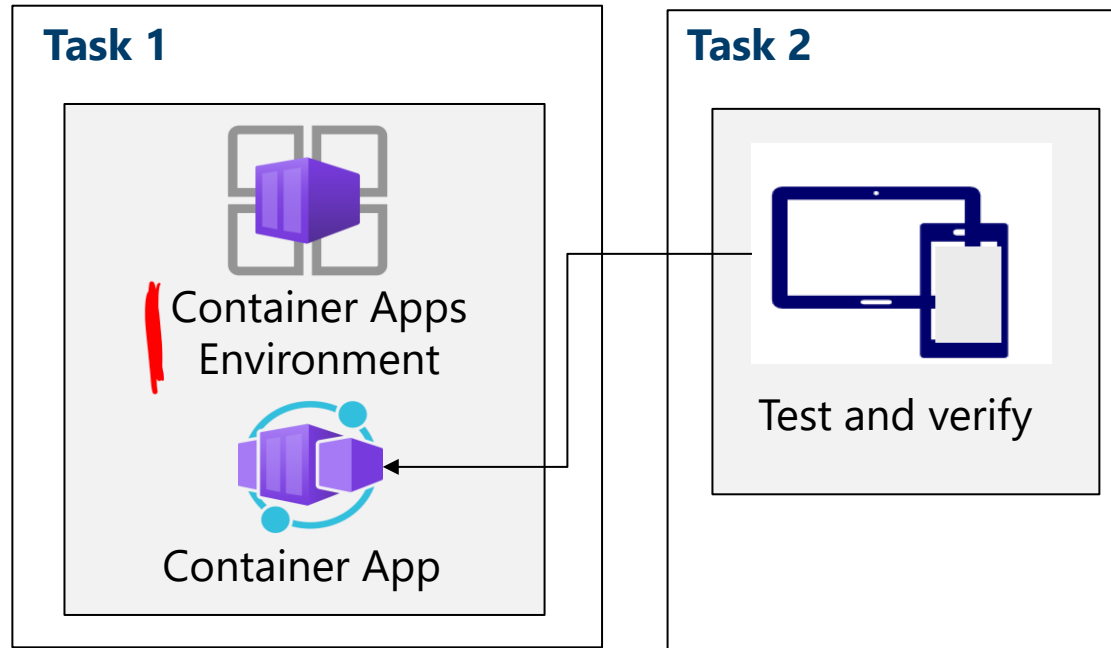 Task 1
Container Apps
Environment
Container App
Task 2
Test and verify